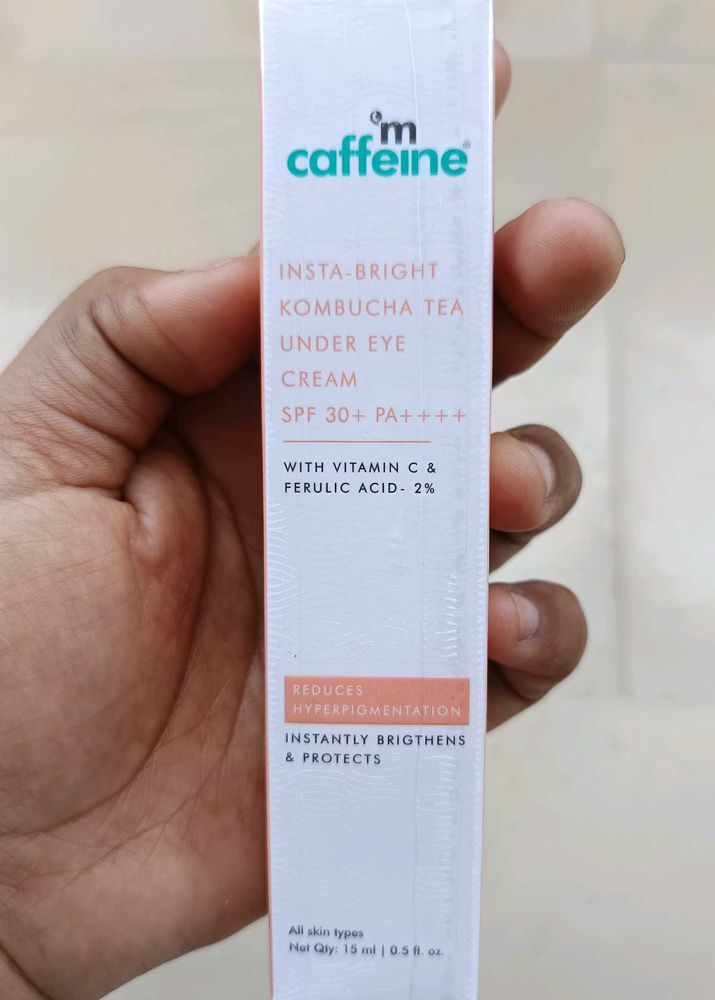 'm
caffeine®
INSTA-BRIGHT
KOMBUCHA TEA
UNDER EYE
CREAM
SPF 30+ PA++++
WITH VITAMIN C &
FERULIC ACID- 2%
REDUCES
HYPERPIGMENTATION
INSTANTLY BRIGTHENS
& PROTECTS
All skin types
Net Qty: 15 ml | 0.5 fl. oz.